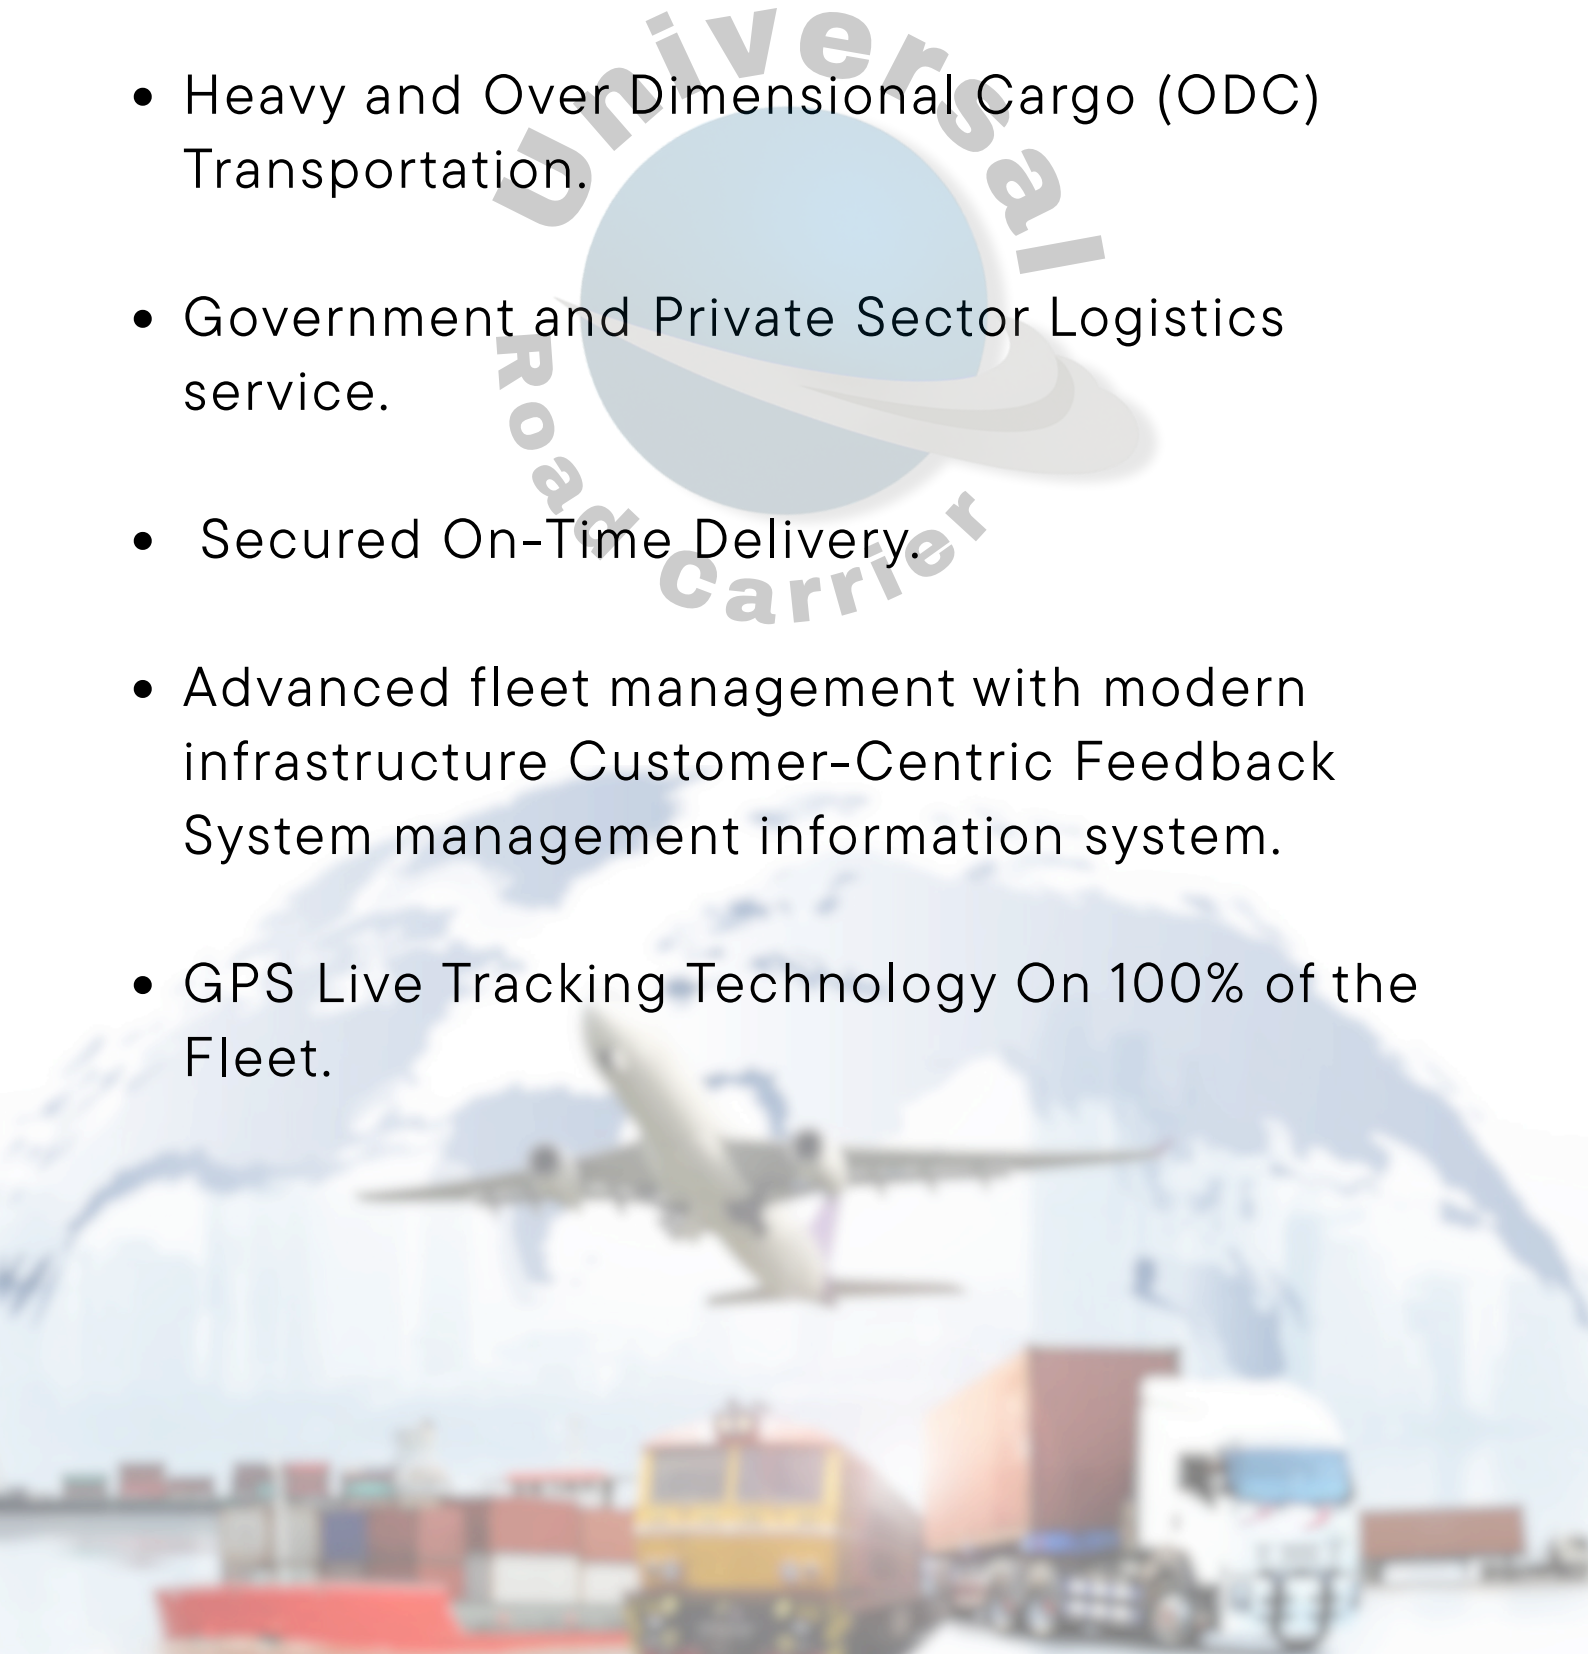 Universal
Road Carrier
• Heavy and Over Dimensional Cargo (ODC)
Transportation.
• Government and Private Sector Logistics
service.
• Secured On-Time Delivery.
• Advanced fleet management with modern
infrastructure Customer-Centric Feedback
System management information system.
• GPS Live Tracking Technology On 100% of the
Fleet.